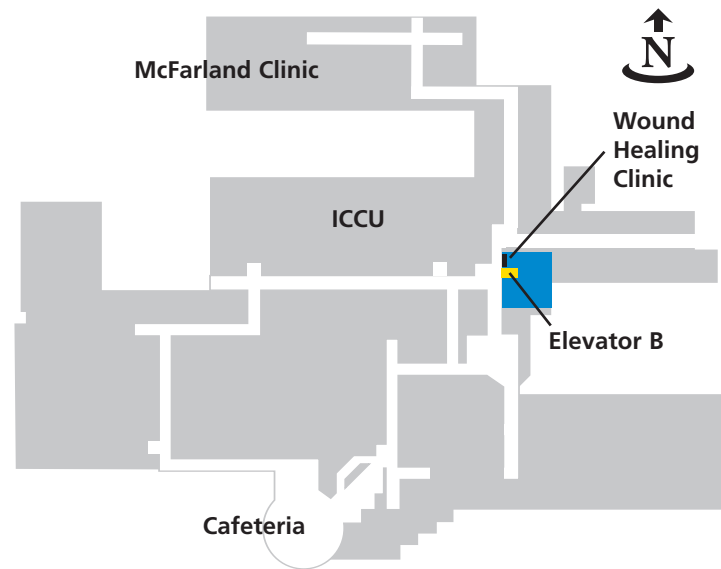 N
McFarland Clinic
Wound
Healing
Clinic
ICCU
Elevator B
Cafeteria